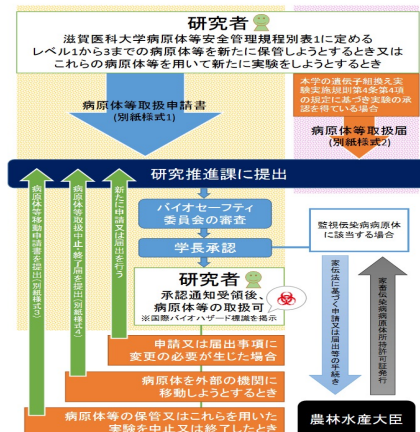 研究者
滋賀医科大学病原体等安全管理規程別表1に定める
レベル1から3までの病原体等を新たに保管しようとするとき又は
これらの病原体等を用いて新たに実験をしようとするとき
本学の遺伝子組換え実
験実施規則第4条第4項
の規定に基づき実験の承
認を得ている場合
病原体等取扱申請書
(別紙様式1)
病原体等取扱届
(別紙様式2)
研究推進課に提出
病原体等移動申請書を提出(別紙様式3)
病原体等取扱中止・終了届を提出(別紙様式4)
新たに申請又は届出を行う
バイオセーフティ
委員会の審査
学長承認
監視伝染病病原体
に該当する場合
研究者
承認通知受領後、
病原体等の取扱可
※国際バイオハザード標識を掲示
家伝法に基づく申請又は届出等の手続き
家畜伝染病病原体所持許可証発行
申請又は届出事項に
変更の必要が生じた場合
病原体を外部の機関に
移動しようとするとき
病原体等の保管又はこれらを用いた
実験を中止又は終了したとき
農林水産大臣